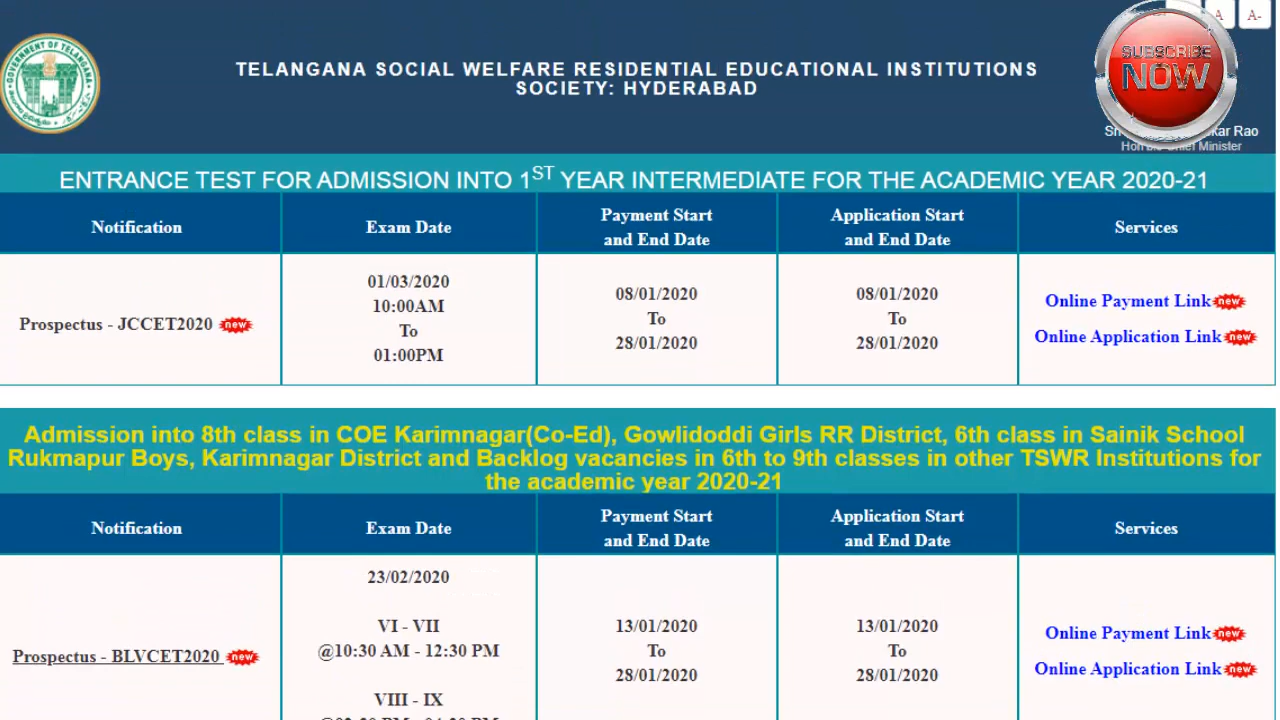 A A-
SUBSCRIBE
NOW
GOVERNMENT OF TELANGANA
TELANGANA SOCIAL WELFARE RESIDENTIAL EDUCATIONAL INSTITUTIONS
SOCIETY: HYDERABAD
Rao
Minister
ENTRANCE TEST FOR ADMISSION INTO 1ST YEAR INTERMEDIATE FOR THE ACADEMIC YEAR 2020-21
Notification
Exam Date
Payment Start
and End Date
Application Start
and End Date
Services
Prospectus - JCCET2020 new
01/03/2020
10:00AM
To
01:00PM
08/01/2020
To
28/01/2020
08/01/2020
To
28/01/2020
Online Payment Link new
Online Application Link new
Admission into 8th class in COE Karimnagar(Co-Ed), Gowlidoddi Girls RR District, 6th class in Sainik School
Rukmapur Boys, Karimnagar District and Backlog vacancies in 6th to 9th classes in other TSWR Institutions for
the academic year 2020-21
Notification
Exam Date
Payment Start
and End Date
Application Start
and End Date
Services
Prospectus - BLVCET2020 new
23/02/2020
VI - VII
@10:30 AM - 12:30 PM
VIII - IX
13/01/2020
To
28/01/2020
13/01/2020
To
28/01/2020
Online Payment Link new
Online Application Link new